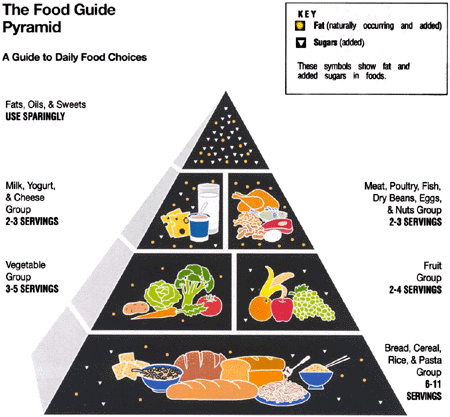 The Food Guide
Pyramid
A Guide to Daily Food Choices
KEY
Fat (naturally occurring and added)
Sugars (added)
These symbols show fat and
added sugars in foods.
Fats, Oils, & Sweets
USE SPARINGLY
Milk, Yogurt,
& Cheese
Group
2-3 SERVINGS
Meat, Poultry, Fish,
Dry Beans, Eggs,
& Nuts Group
2-3 SERVINGS
Vegetable
Group
3-5 SERVINGS
Fruit
Group
2-4 SERVINGS
Bread, Cereal,
Rice, & Pasta
Group
6-11
SERVINGS